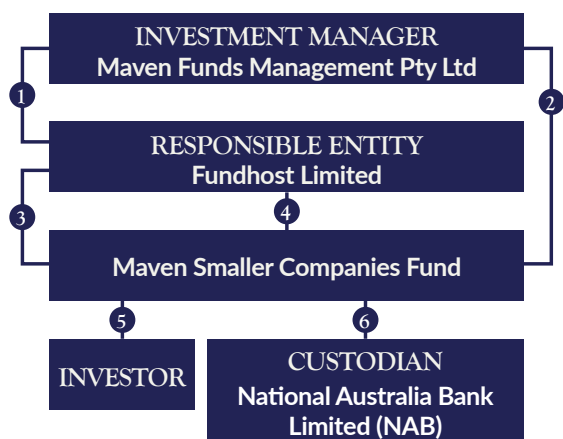 INVESTMENT MANAGER
Maven Funds Management Pty Ltd
1
2
RESPONSIBLE ENTITY
Fundhost Limited
3
4
Maven Smaller Companies Fund
5
6
INVESTOR
CUSTODIAN
National Australia Bank
Limited (NAB)